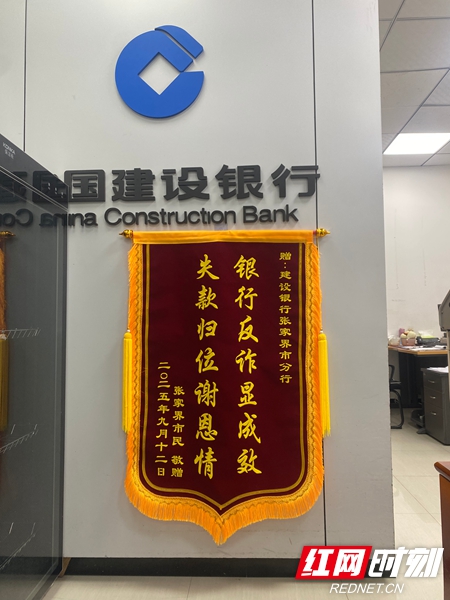 国建设银行
Construction Bank
赠：建设银行张家界市分行
银行反诈显成效
失款归位谢恩情
张家界市民 敬赠
二〇二五年九月十二日
红网时刻
REDNET.CN